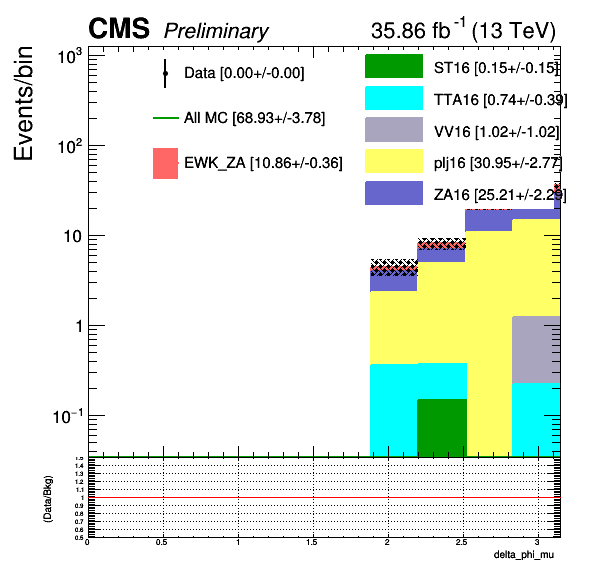 CMS Preliminary 35.86 fb⁻¹ (13 TeV)
Events/bin
10³
10²
10
1
10⁻¹
Data [0.00+/-0.00]
All MC [68.93+/-3.78]
EWK_ZA [10.86+/-0.36]
ST16 [0.15+/-0.15]
TTA16 [0.74+/-0.39]
VV16 [1.02+/-1.02]
plj16 [30.95+/-2.77]
ZA16 [25.21+/-2.29]
(Data/Bkg)
1.5
1.4
1.3
1.2
1.1
1
0.9
0.8
0.7
0.6
0.5
0 0.5 1 1.5 2 2.5 3
delta_phi_mu